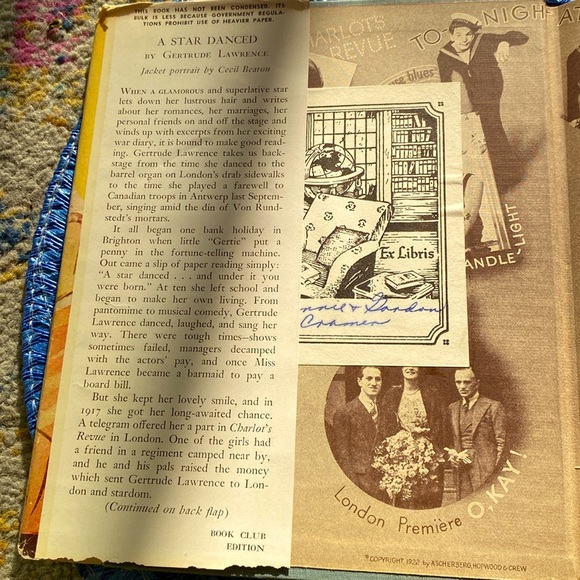 THIS BOOK HAS NOT BEEN CONDENSED. ITS
BULK IS LESS BECAUSE GOVERNMENT REGULA-
TIONS PROHIBIT USE OF HEAVIER PAPER.
A STAR DANCED
BY GERTRUDE LAWRENCE
Jacket portrait by Cecil Beaton
WHEN A GLAMOROUS and superlative star
lets down her lustrous hair and writes
about her romances, her marriages, her
personal friends on and off the stage and
winds up with excerpts from her exciting
war diary, it is bound to make good read-
ing. Gertrude Lawrence takes us back-
stage from the time she danced to the
barrel organ on London's drab sidewalks
to the time she played a farewell to
Canadian troops in Antwerp last Septem-
ber, singing amid the din of Von Rund-
stedt's mortars.
It all began one bank holiday in
Brighton when little "Gertie" put a
penny in the fortune-telling machine.
Out came a slip of paper reading simply:
"A star danced . . . and under it you
were born." At ten she left school and
began to make her own living. From
pantomime to musical comedy, Gertrude
Lawrence danced, laughed, and sang her
way. There were tough times—shows
sometimes failed, managers decamped
with the actors' pay, and once Miss
Lawrence became a barmaid to pay a
board bill.
But she kept her lovely smile, and in
1917 she got her long-awaited chance.
A telegram offered her a part in Charlot's
Revue in London. One of the girls had
a friend in a regiment camped near by,
and he and his pals raised the money
which sent Gertrude Lawrence to Lon-
don and stardom.
(Continued on back flap)
BOOK CLUB
EDITION
REVUE
TO-NIGH
blues
ANDLE-LIGHT
Ex Libris
& Gordon
Cramer
London Première O, KAY!
©COPYRIGHT 1922 by ASCHERBERG, HOPWOOD & CREW